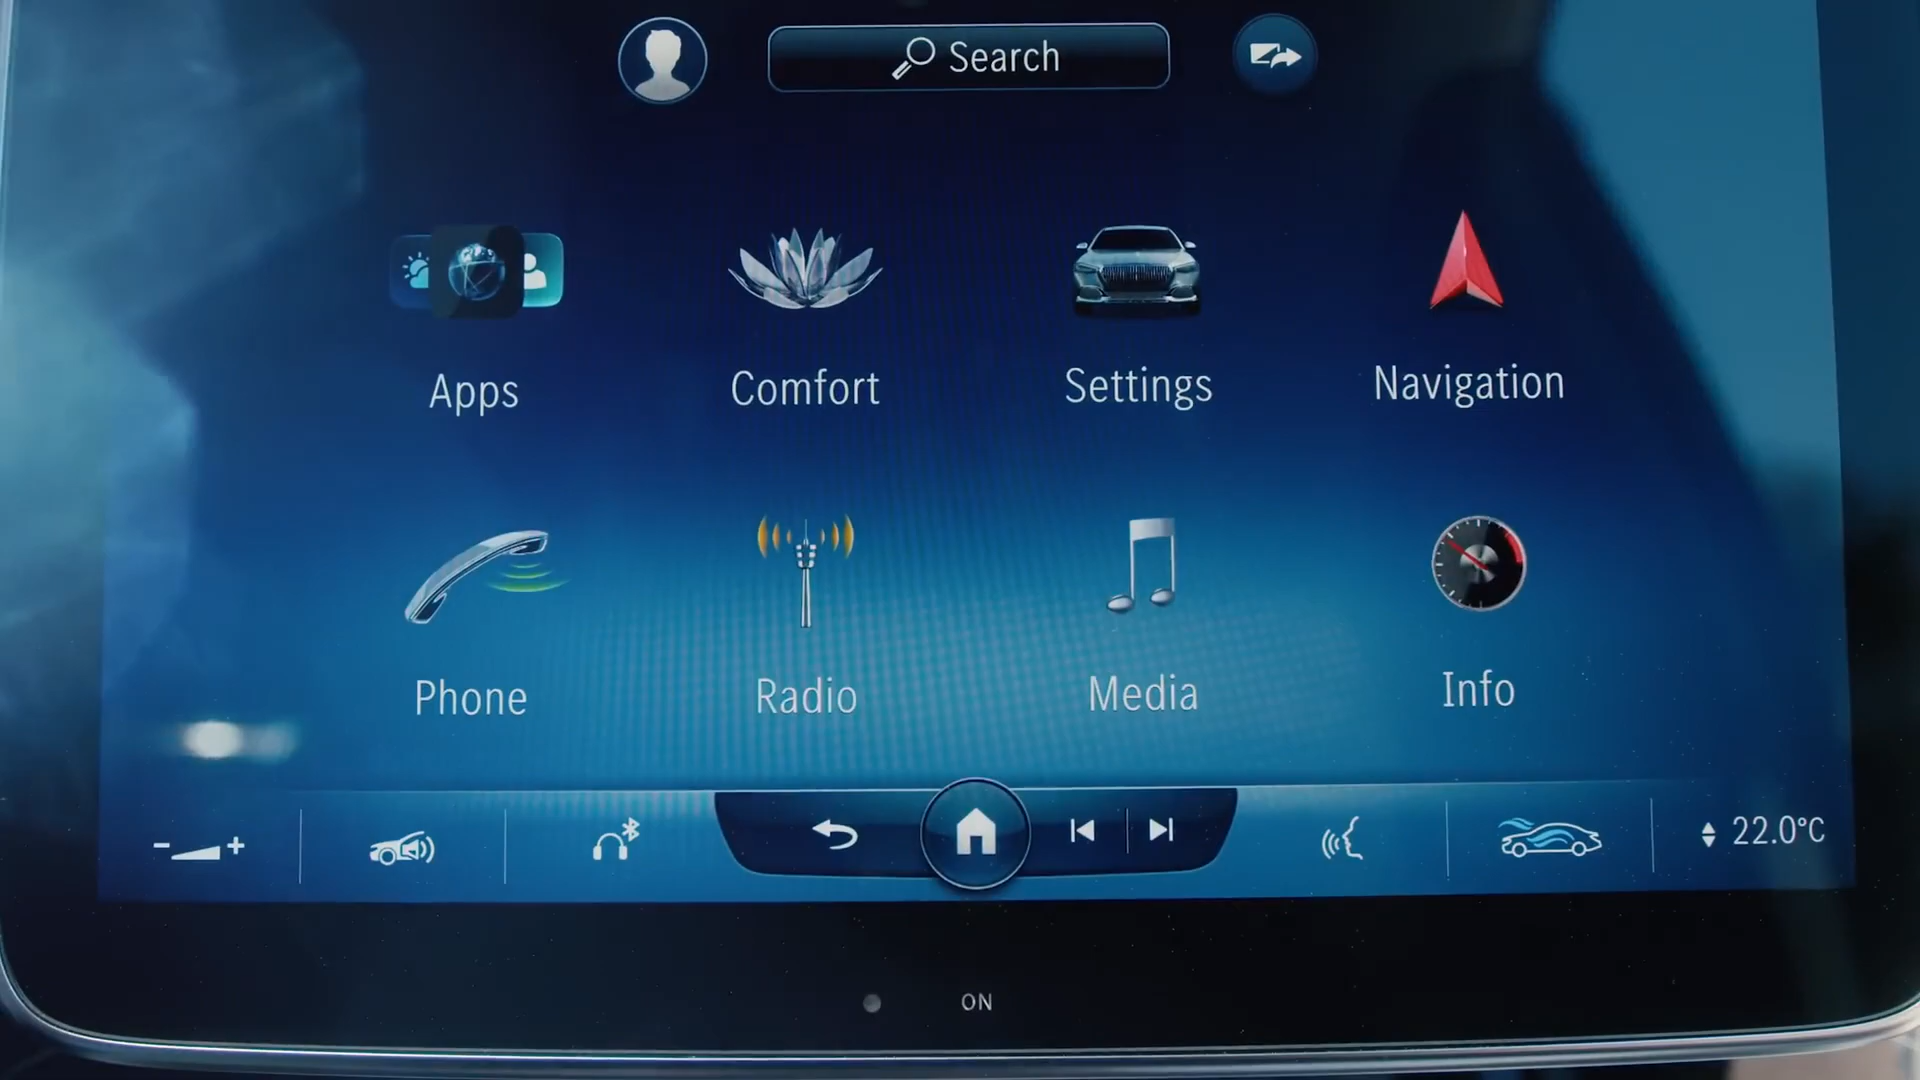 Search
Apps
Comfort
Settings
Navigation
Phone
Radio
Media
Info
22.0°C
ON